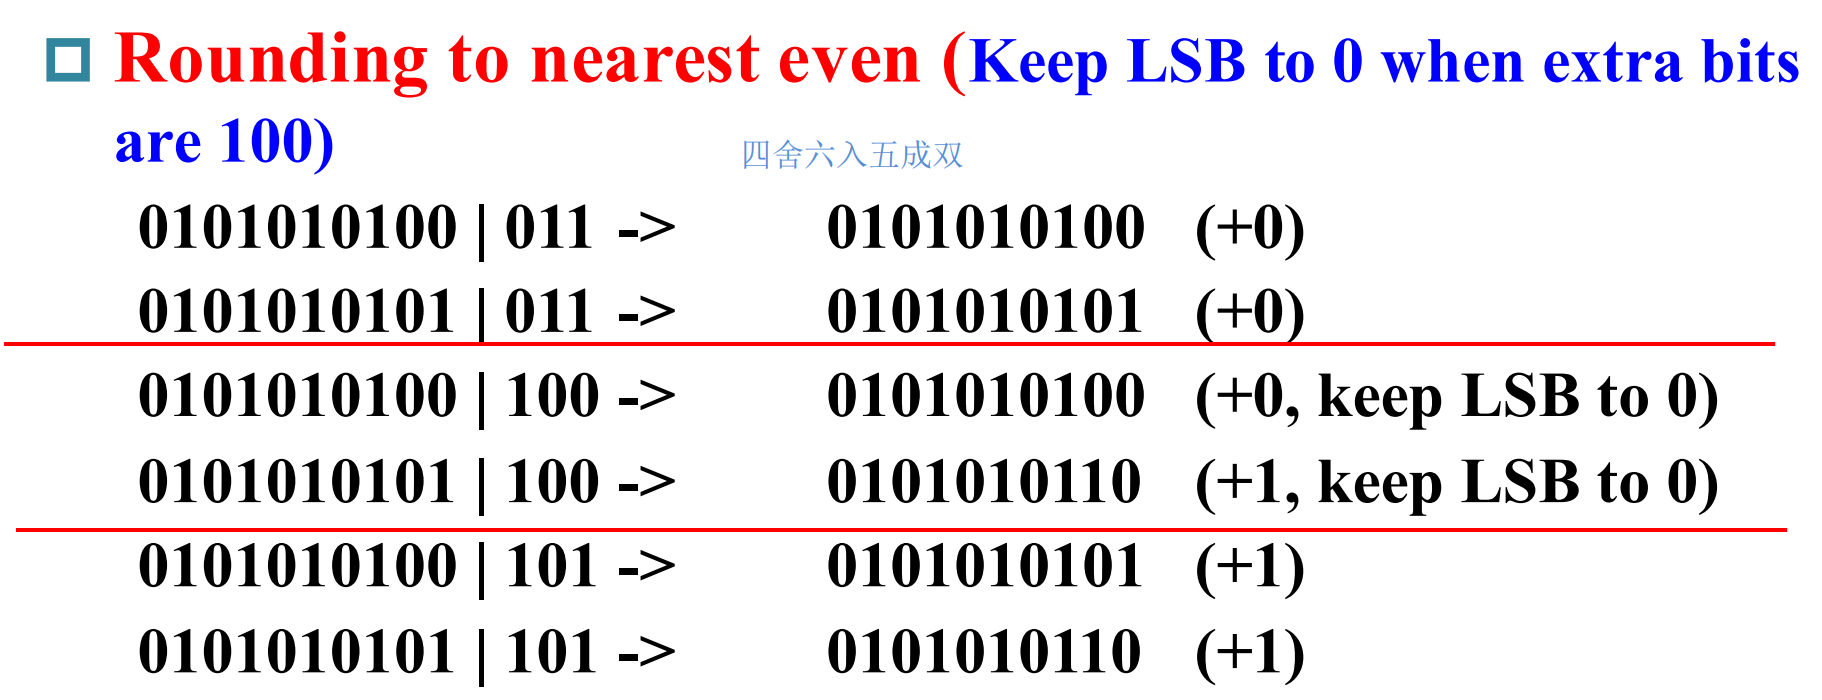 Rounding to nearest even (Keep LSB to 0 when extra bits
are 100)
四舍六入五成双
0101010100 | 011 -> 0101010100 (+0)
0101010101 | 011 -> 0101010101 (+0)
0101010100 | 100 -> 0101010100 (+0, keep LSB to 0)
0101010101 | 100 -> 0101010110 (+1, keep LSB to 0)
0101010100 | 101 -> 0101010101 (+1)
0101010101 | 101 -> 0101010110 (+1)